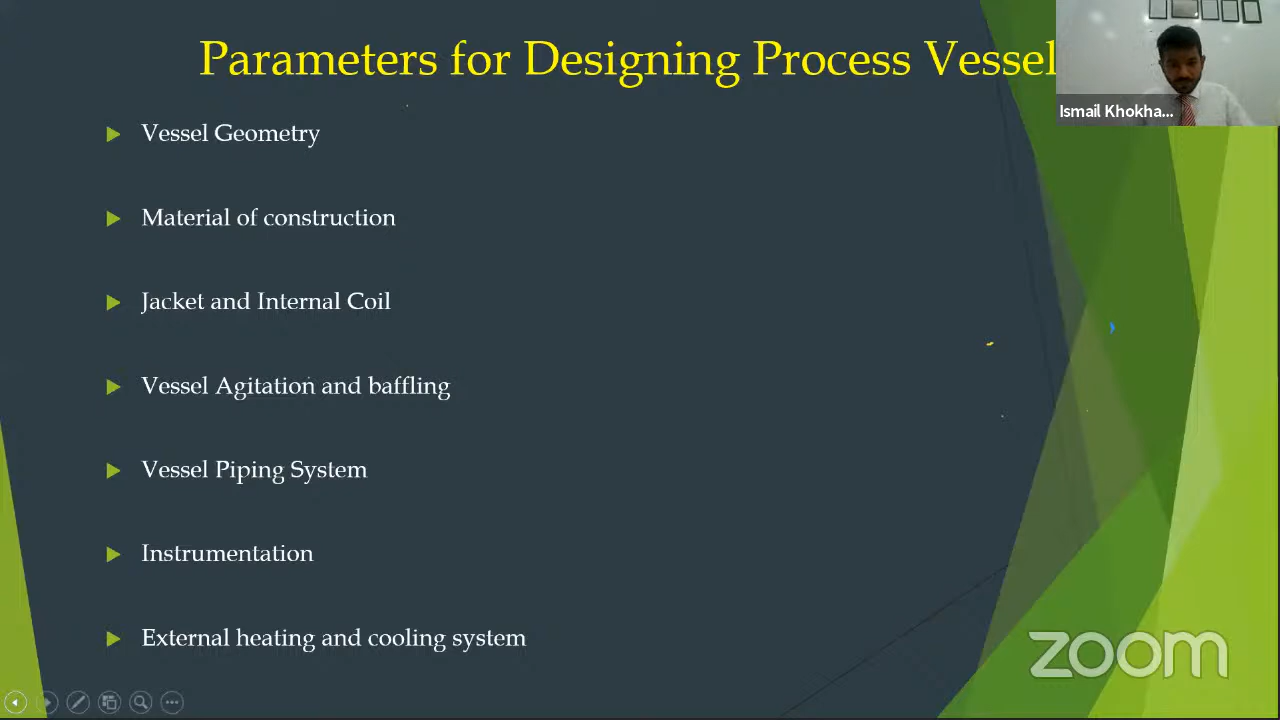 Parameters for Designing Process Vessel
Ismail Khokha...
Vessel Geometry
Material of construction
Jacket and Internal Coil
Vessel Agitation and baffling
Vessel Piping System
Instrumentation
External heating and cooling system
zoom